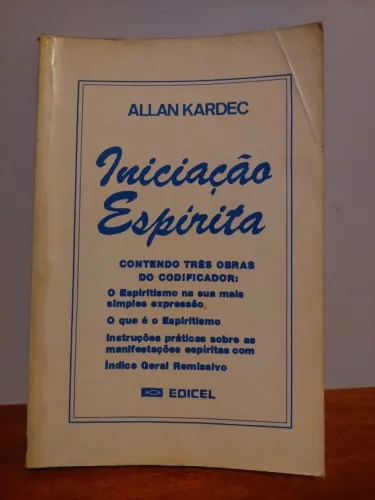 ALLAN KARDEC
Iniciação
Espírita
CONTENDO TRÊS OBRAS
DO CODIFICADOR:
O Espiritismo na sua mais
simples expressão
O que é o Espiritismo
Instruções práticas sobre as
manifestações espíritas com
Índice Geral Remissivo
EDICEL